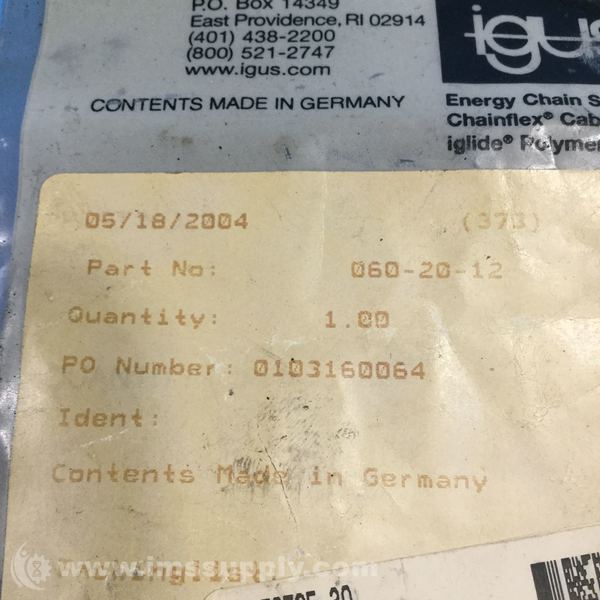 P.O. Box 14349
East Providence, RI 02914
(401) 438-2200
(800) 521-2747
www.igus.com
igus
CONTENTS MADE IN GERMANY
Energy Chain S
Chainflex® Cab
iglide® Polyme
05/18/2004 (373)
Part No: 060-20-12
Quantity: 1.00
PO Number: 0103160064
Ident:
Contents Made in Germany
www.imssupply.com